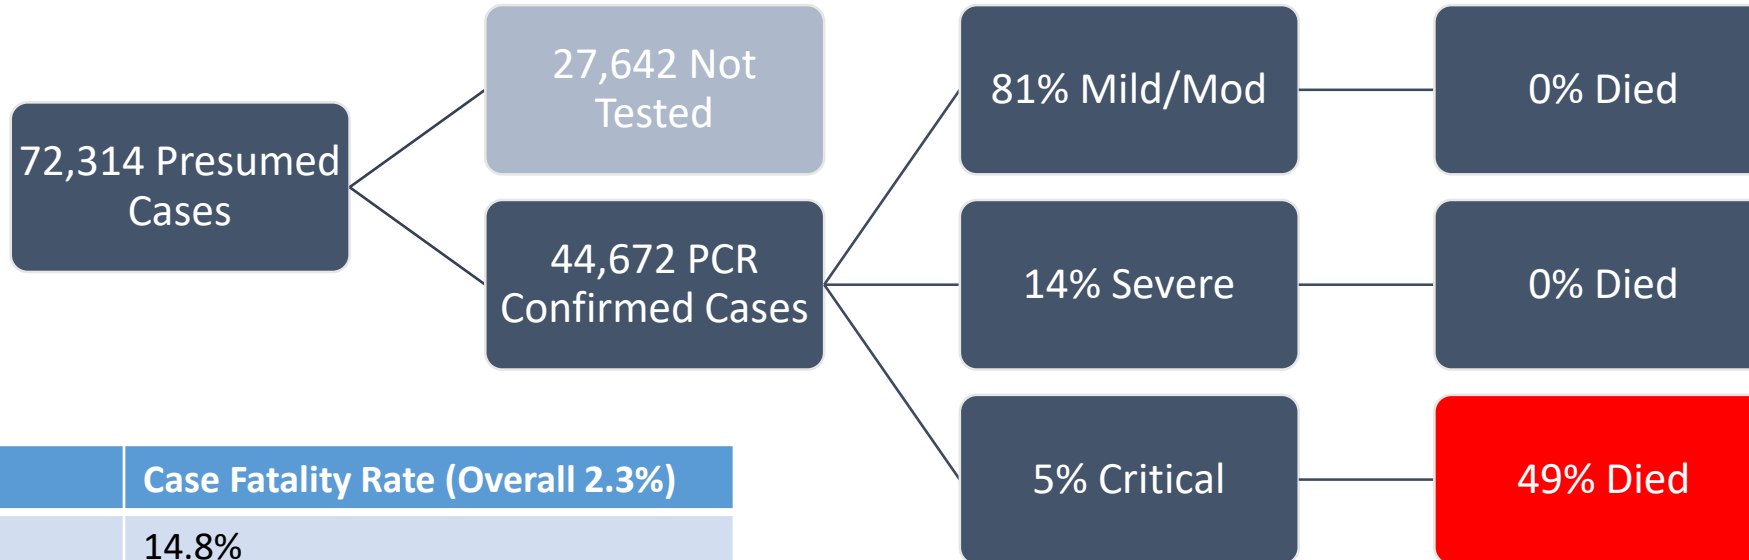 27,642 Not
Tested
81% Mild/Mod
0% Died
72,314 Presumed
Cases
44,672 PCR
Confirmed Cases
14% Severe
0% Died
5% Critical
49% Died
Case Fatality Rate (Overall 2.3%)
14.8%